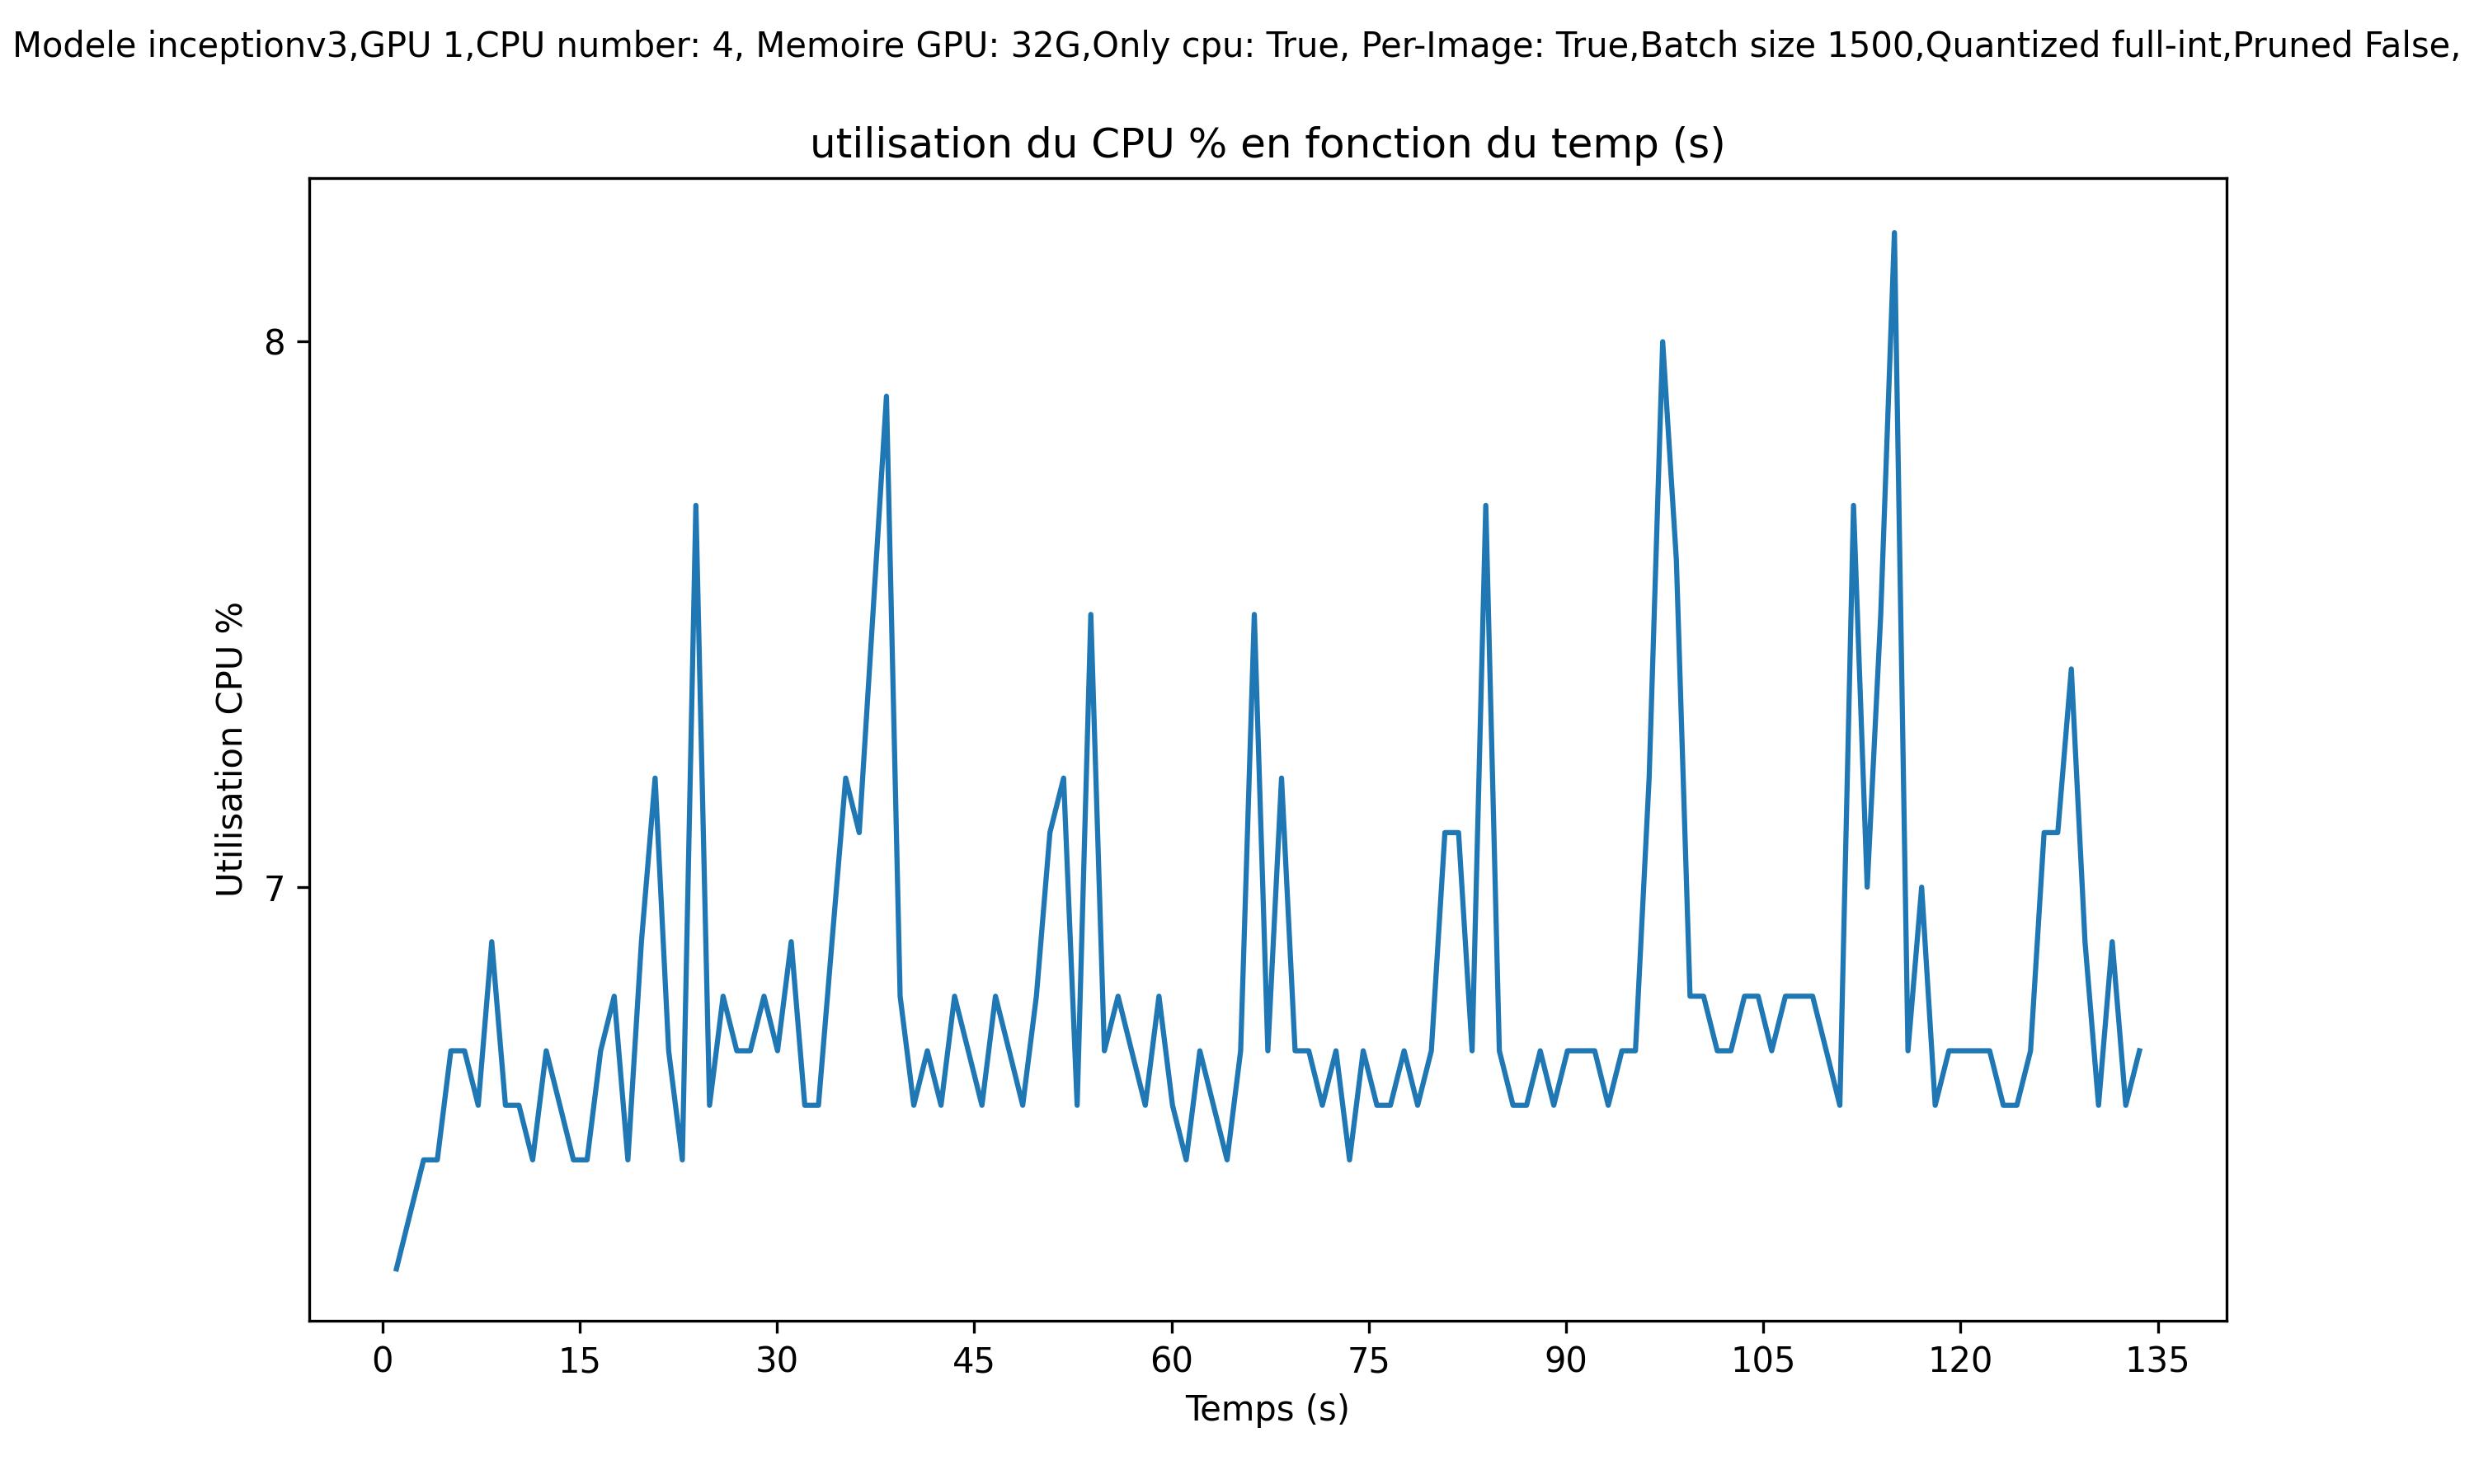 Modele inceptionv3,GPU 1,CPU number: 4, Memoire GPU: 32G,Only cpu: True, Per-Image: True,Batch size 1500,Quantized full-int,Pruned False,
utilisation du CPU % en fonction du temp (s)
Utilisation CPU %
8
7
0 15 30 45 60 75 90 105 120 135
Temps (s)